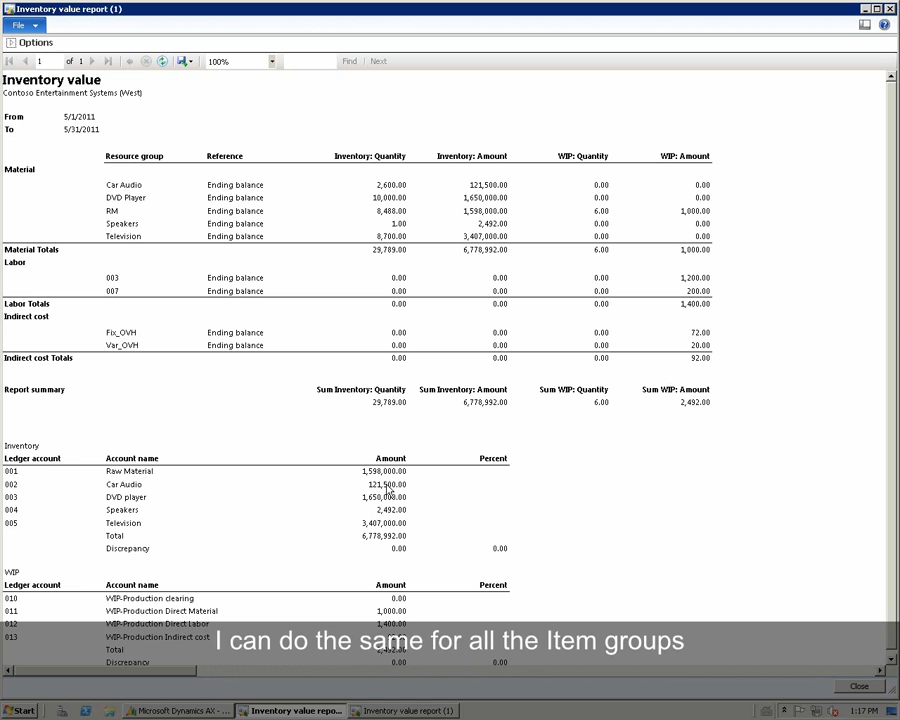 Inventory value report (1)
File
Options
1 of 1 100% Find Next
Inventory value
Contoso Entertainment Systems (West)
From 5/1/2011
To 5/31/2011
Resource group Reference Inventory: Quantity Inventory: Amount WIP: Quantity WIP: Amount
Material
Car Audio Ending balance 2,600.00 121,500.00 0.00 0.00
DVD Player Ending balance 10,000.00 1,650,000.00 0.00 0.00
RM Ending balance 8,488.00 1,598,000.00 6.00 1,000.00
Speakers Ending balance 1.00 2,492.00 0.00 0.00
Television Ending balance 8,700.00 3,407,000.00 0.00 0.00
Material Totals 29,789.00 6,778,992.00 6.00 1,000.00
Labor
003 Ending balance 0.00 0.00 0.00 1,200.00
007 Ending balance 0.00 0.00 0.00 200.00
Labor Totals 0.00 0.00 0.00 1,400.00
Indirect cost
Fix_OVH Ending balance 0.00 0.00 0.00 72.00
Var_OVH Ending balance 0.00 0.00 0.00 20.00
Indirect cost Totals 0.00 0.00 0.00 92.00
Report summary Sum Inventory: Quantity Sum Inventory: Amount Sum WIP: Quantity Sum WIP: Amount
29,789.00 6,778,992.00 6.00 2,492.00
Inventory
Ledger account Account name Amount Percent
001 Raw Material 1,598,000.00
002 Car Audio 121,500.00
003 DVD player 1,650,000.00
004 Speakers 2,492.00
005 Television 3,407,000.00
Total 6,778,992.00
Discrepancy 0.00 0.00
WIP
Ledger account Account name Amount Percent
010 WIP-Production clearing 0.00
011 WIP-Production Direct Material 1,000.00
012 WIP-Production Direct Labor 1,400.00
013 WIP-Production Indirect cost
I can do the same for all the Item groups
Total
Discrepancy 0.00 0.00
Close
Start Microsoft Dynamics AX - ... Inventory value repo... Inventory value report (1) 1:17 PM